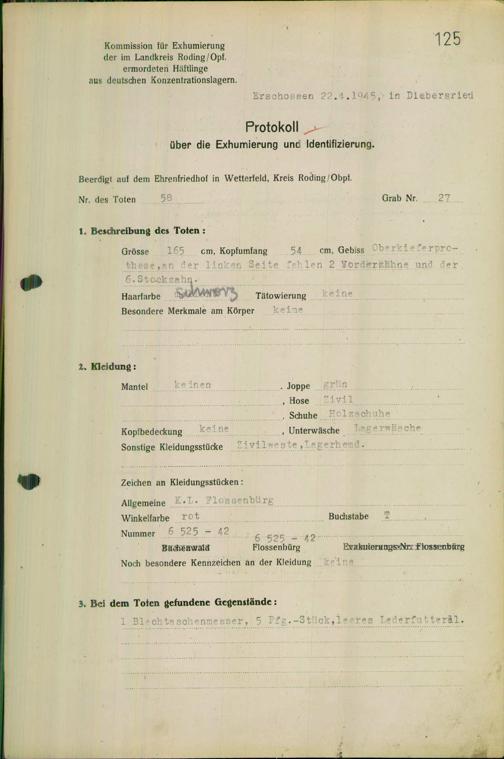 125
Kommission für Exhumierung
der im Landkreis Roding/Opf.
ermordeten Häftlinge
aus deutschen Konzentrationslagern.
Erschossen 22.4.1945, in Diebersried
Protokoll
über die Exhumierung und Identifizierung.
Beerdigt auf dem Ehrenfriedhof in Wetterfeld, Kreis Roding/Obpf.
Nr. des Toten 58 Grab Nr. 27
1. Beschreibung des Toten:
Grösse 165 cm, Kopfumfang 54 cm, Gebiss Oberkieferpro-
these,an der linken Seite fehlen 2 Vorderzähne und der
6.Stockzahn.
Haarfarbe schwarz Tätowierung keine
Besondere Merkmale am Körper keine
2. Kleidung:
Mantel keinen , Joppe grün
, Hose Zivil
, Schuhe Holzschuhe
Kopfbedeckung keine , Unterwäsche Lagerwäsche
Sonstige Kleidungsstücke Zivilweste,Lagerhemd.
Zeichen an Kleidungsstücken:
Allgemeine K.L. Flossenbürg
Winkelfarbe rot Buchstabe T
Nummer 6 525 - 42 6 525 - 42
Buchenwald Flossenbürg Evakuierungs-Nr. Flossenbürg
Noch besondere Kennzeichen an der Kleidung keine
3. Bei dem Toten gefundene Gegenstände:
1 Blechtaschenmesser, 5 Pfg.-Stück,leeres Lederfutteral.